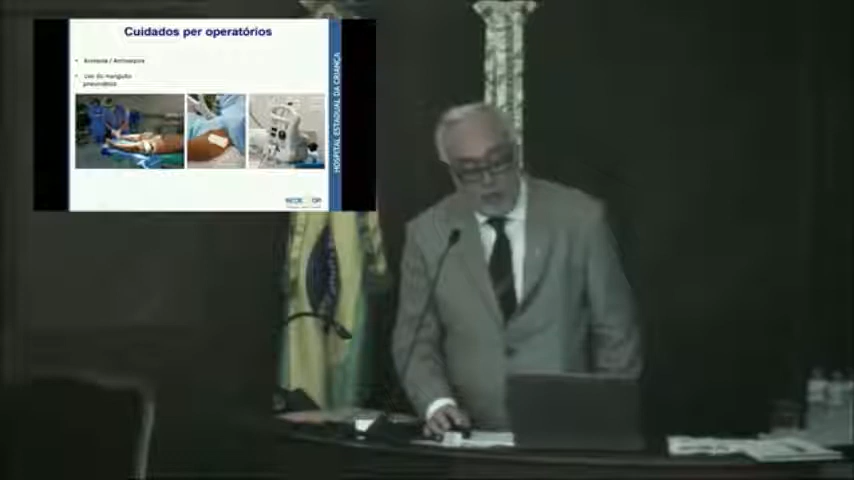 Cuidados per operatórios
• Assepsia / Antissepsia
• Uso do manguito
pneumático
HOSPITAL ESTADUAL DA CRIANÇA